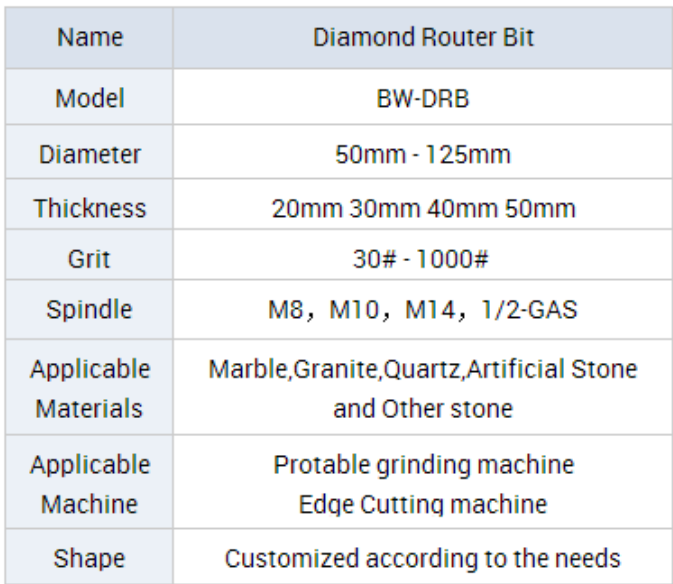 Name Diamond Router Bit
Model BW-DRB
Diameter 50mm - 125mm
Thickness 20mm 30mm 40mm 50mm
Grit 30# - 1000#
Spindle M8，M10，M14，1/2-GAS
Applicable Marble,Granite,Quartz,Artificial Stone
Materials and Other stone
Applicable Protable grinding machine
Machine Edge Cutting machine
Shape Customized according to the needs